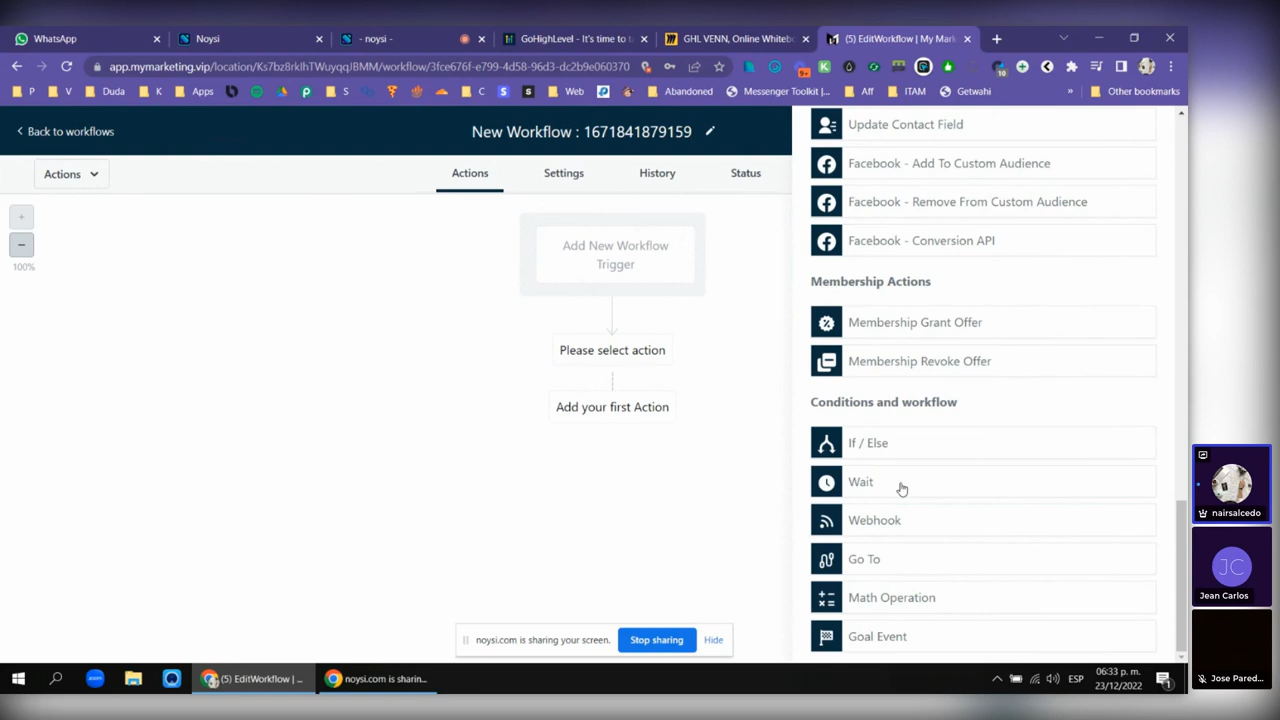 WhatsApp
Noysi
- noysi -
GoHighLevel - It's time to ta
GHL VENN, Online Whitebo
(5) EditWorkflow | My Mark
app.mymarketing.vip/location/Ks7bz8rklhTWuyqqJBMM/workflow/3fce676f-e799-4d58-96d3-dc2b9e060370
9+
10
P
V
Duda
K
Apps
S
C
Web
Abandoned
Messenger Toolkit |...
Aff
ITAM
Getwahi
»
Other bookmarks
Back to workflows
New Workflow : 1671841879159
Actions
Actions
Settings
History
Status
+
−
100%
Add New Workflow
Trigger
Please select action
Add your first Action
Update Contact Field
Facebook - Add To Custom Audience
Facebook - Remove From Custom Audience
Facebook - Conversion API
Membership Actions
Membership Grant Offer
Membership Revoke Offer
Conditions and workflow
If / Else
Wait
Webhook
Go To
Math Operation
Goal Event
noysi.com is sharing your screen.
Stop sharing
Hide
nairsalcedo
JC
Jean Carlos
Jose Pared...
(5) EditWorkflow | ...
noysi.com is sharin...
ESP
06:33 p. m.
23/12/2022
1